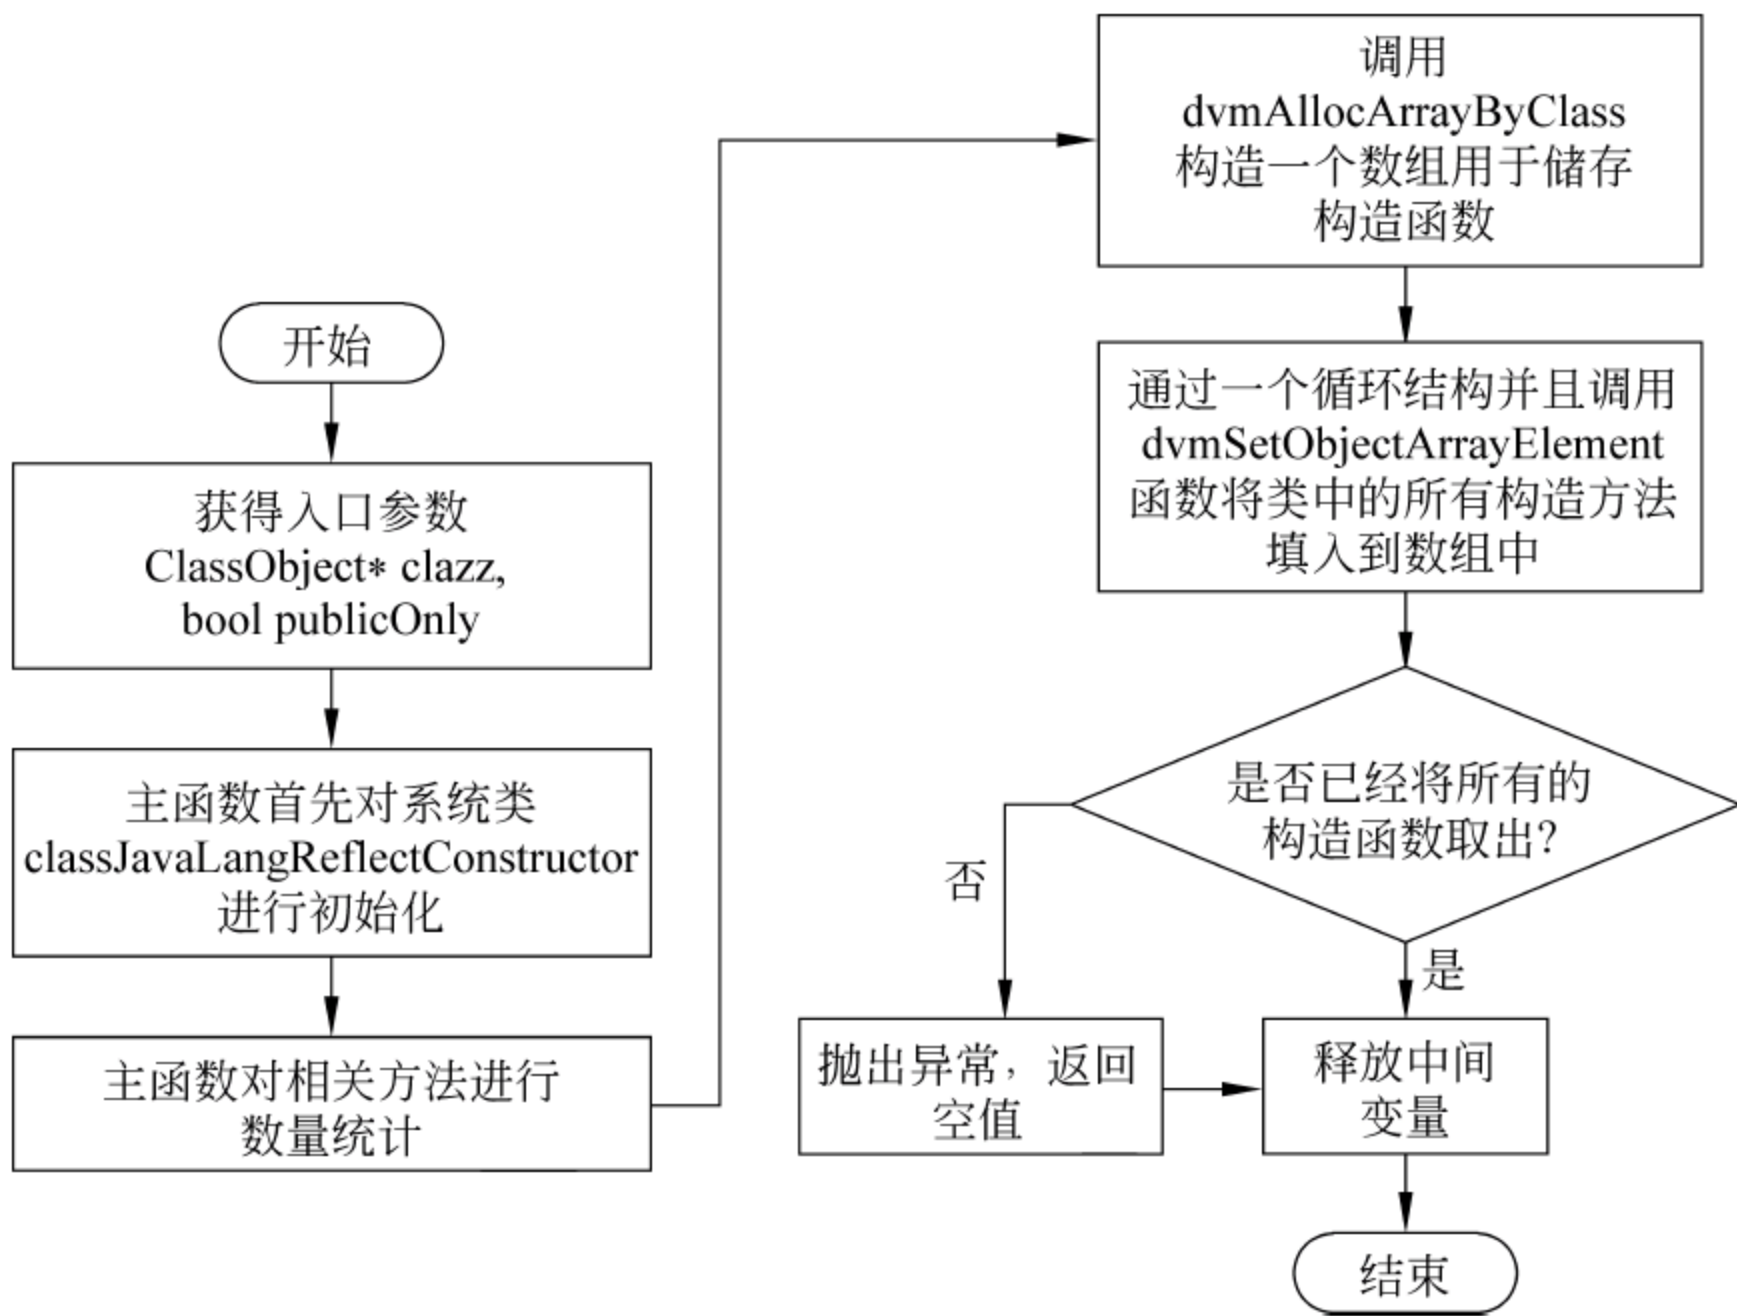 开始
获得入口参数
ClassObject* clazz,
bool publicOnly
主函数首先对系统类
classJavaLangReflectConstructor
进行初始化
主函数对相关方法进行
数量统计
调用
dvmAllocArrayByClass
构造一个数组用于储存
构造函数
通过一个循环结构并且调用
dvmSetObjectArrayElement
函数将类中的所有构造方法
填入到数组中
是否已经将所有的
构造函数取出？
否
是
抛出异常，返回
空值
释放中间
变量
结束